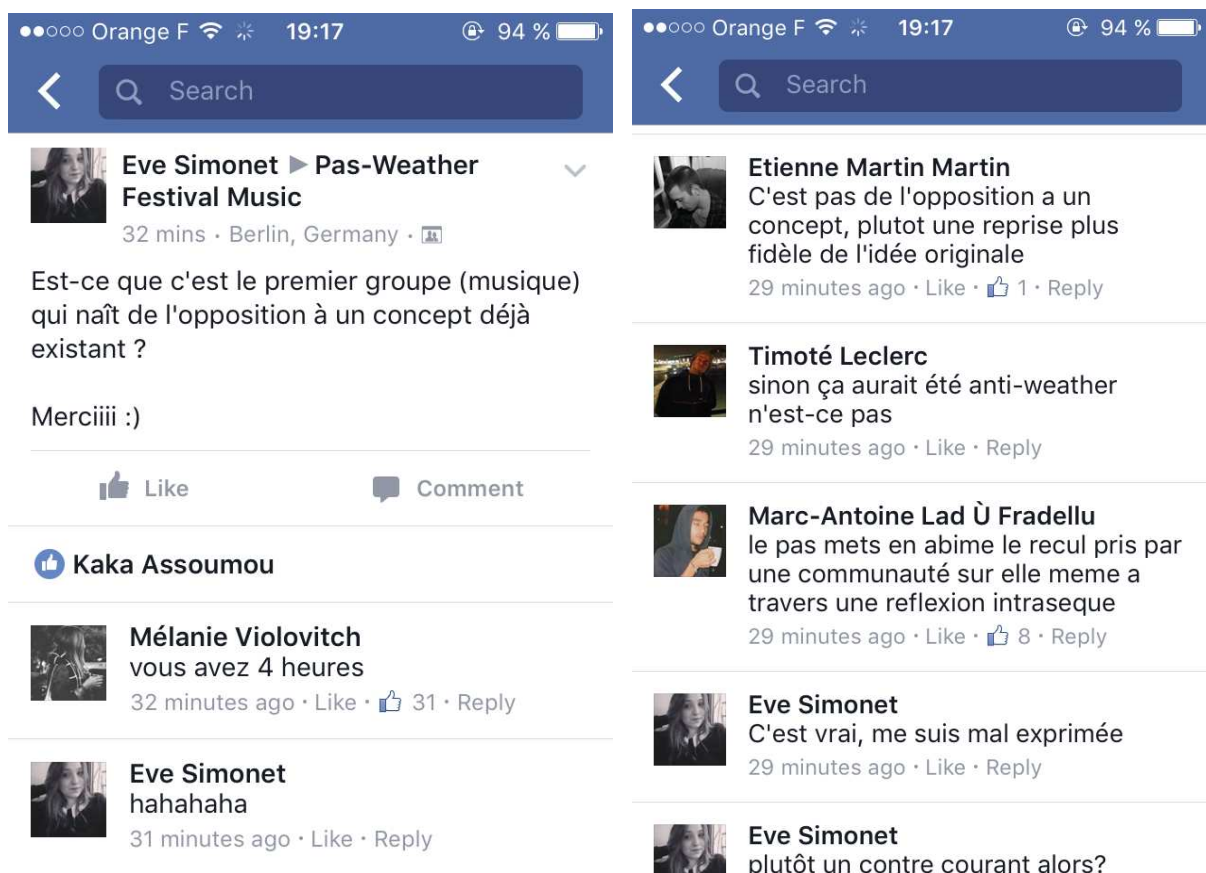 Orange F 19:17 94 %
Search
Eve Simonet ▶ Pas-Weather
Festival Music
32 mins · Berlin, Germany ·
Est-ce que c'est le premier groupe (musique)
qui naît de l'opposition à un concept déjà
existant ?
Merciiii :)
Like Comment
Kaka Assoumou
Mélanie Violovitch
vous avez 4 heures
32 minutes ago · Like · 31 · Reply
Eve Simonet
hahahaha
31 minutes ago · Like · Reply
Orange F 19:17 94 %
Search
Etienne Martin Martin
C'est pas de l'opposition a un
concept, plutot une reprise plus
fidèle de l'idée originale
29 minutes ago · Like · 1 · Reply
Timoté Leclerc
sinon ça aurait été anti-weather
n'est-ce pas
29 minutes ago · Like · Reply
Marc-Antoine Lad Ù Fradellu
le pas mets en abime le recul pris par
une communauté sur elle meme a
travers une reflexion intraseque
29 minutes ago · Like · 8 · Reply
Eve Simonet
C'est vrai, me suis mal exprimée
29 minutes ago · Like · Reply
Eve Simonet
plutôt un contre courant alors?